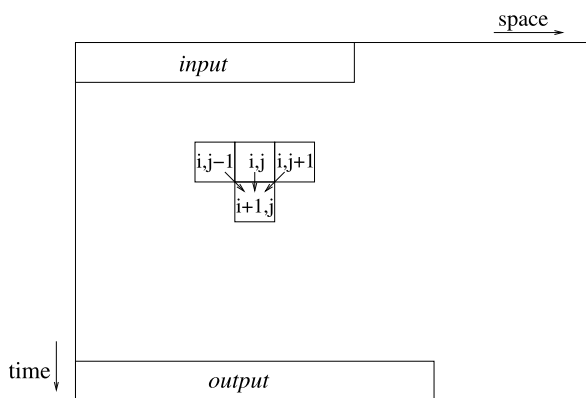 space
input
i,j−1 i,j i,j+1
i+1,j
time
output